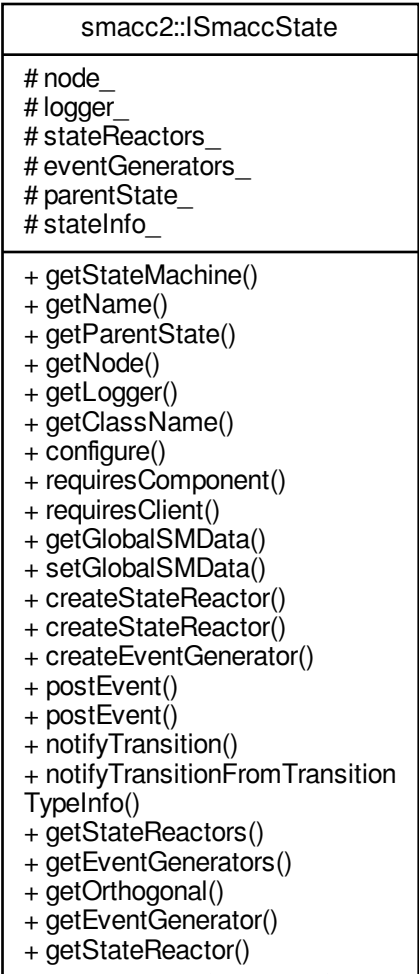 smacc2::ISmaccState
# node_
# logger_
# stateReactors_
# eventGenerators_
# parentState_
# stateInfo_
+ getStateMachine()
+ getName()
+ getParentState()
+ getNode()
+ getLogger()
+ getClassName()
+ configure()
+ requiresComponent()
+ requiresClient()
+ getGlobalSMData()
+ setGlobalSMData()
+ createStateReactor()
+ createStateReactor()
+ createEventGenerator()
+ postEvent()
+ postEvent()
+ notifyTransition()
+ notifyTransitionFromTransition
TypeInfo()
+ getStateReactors()
+ getEventGenerators()
+ getOrthogonal()
+ getEventGenerator()
+ getStateReactor()